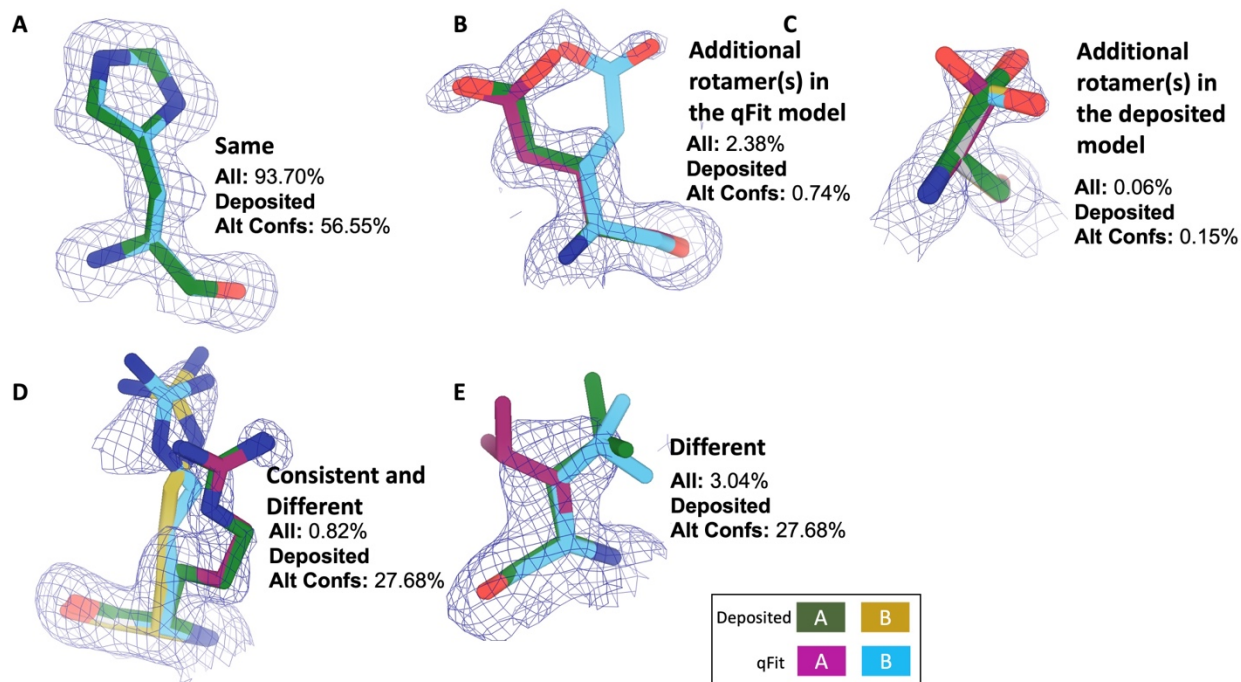 A
Same
All: 93.70%
Deposited
Alt Confs: 56.55%
B
Additional
rotamer(s) in
the qFit model
All: 2.38%
Deposited
Alt Confs: 0.74%
C
Additional
rotamer(s) in
the deposited
model
All: 0.06%
Deposited
Alt Confs: 0.15%
D
Consistent and
Different
All: 0.82%
Deposited
Alt Confs: 27.68%
E
Different
All: 3.04%
Deposited
Alt Confs: 27.68%
Deposited A B
qFit A B